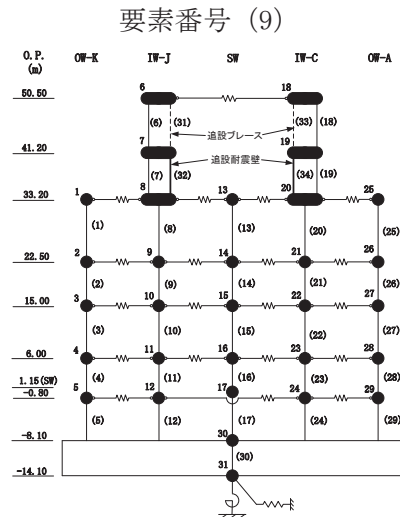 要素番号 (9)
O.P. OW-K IW-J SW IW-C OW-A
(m)
50.50 6 18
(6) (31) (33) (18)
追設ブレース
41.20 7 19
追設耐震壁
(7) (32) (34) (19)
33.20 1 8 13 20 25
(1) (8) (13) (20) (25)
22.50 2 9 14 21 26
(2) (9) (14) (21) (26)
15.00 3 10 15 22 27
(3) (10) (15) (22) (27)
6.00 4 11 16 23 28
(4) (11) (16) (23) (28)
1.15(SW) 17
-0.80 5 12 24 29
(5) (12) (17) (24) (29)
-8.10 30
(30)
-14.10 31